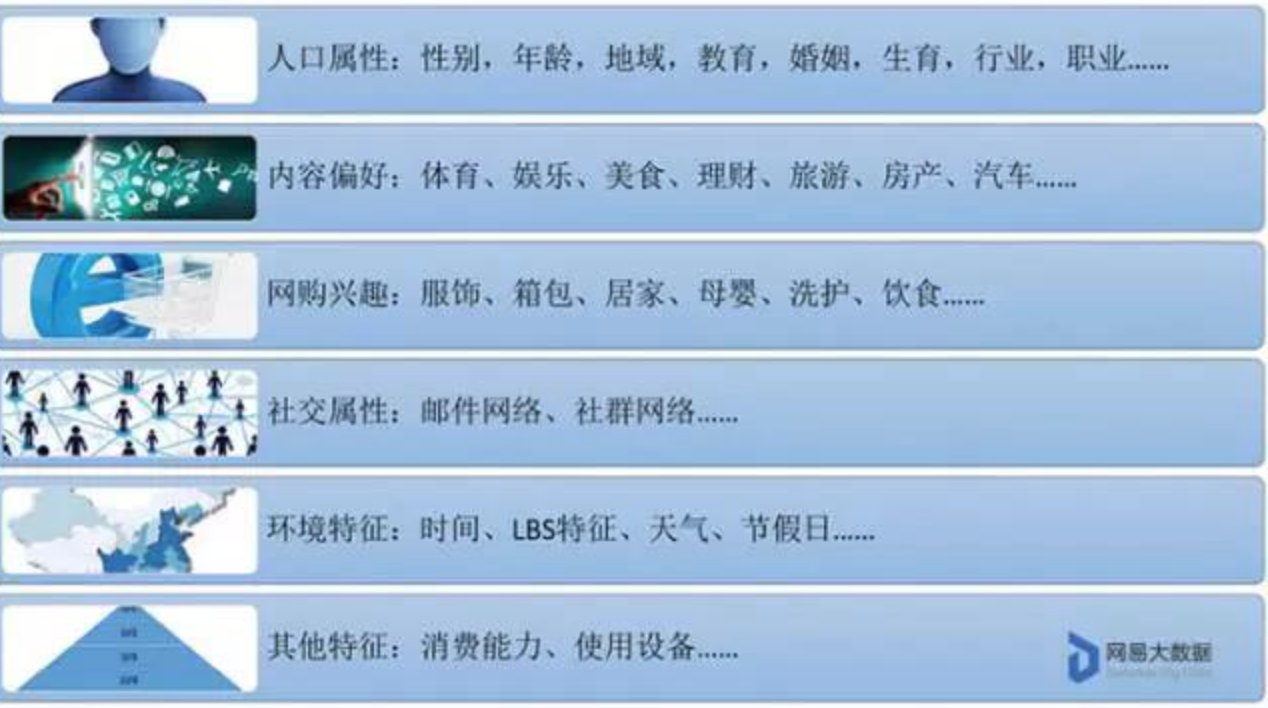 人口属性：性别，年龄，地域，教育，婚姻，生育，行业，职业......
内容偏好：体育、娱乐、美食、理财、旅游、房产、汽车......
网购兴趣：服饰、箱包、居家、母婴、洗护、饮食......
社交属性：邮件网络、社群网络......
环境特征：时间、LBS特征、天气、节假日......
其他特征：消费能力、使用设备......
网易大数据